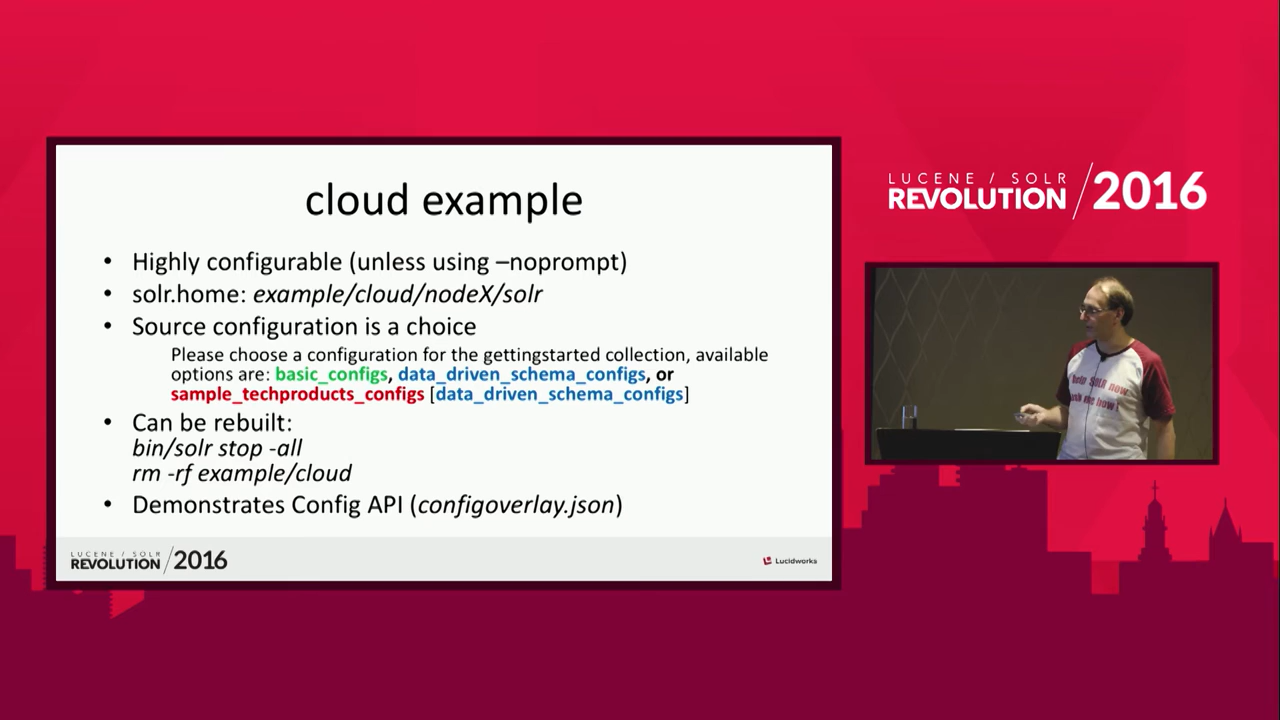 cloud example
• Highly configurable (unless using –noprompt)
• solr.home: example/cloud/nodeX/solr
• Source configuration is a choice
Please choose a configuration for the gettingstarted collection, available
options are: basic_configs, data_driven_schema_configs, or
sample_techproducts_configs [data_driven_schema_configs]
• Can be rebuilt:
bin/solr stop -all
rm -rf example/cloud
• Demonstrates Config API (configoverlay.json)
LUCENE / SOLR
REVOLUTION / 2016
Lucidworks
LUCENE / SOLR
REVOLUTION / 2016
help SOLR now